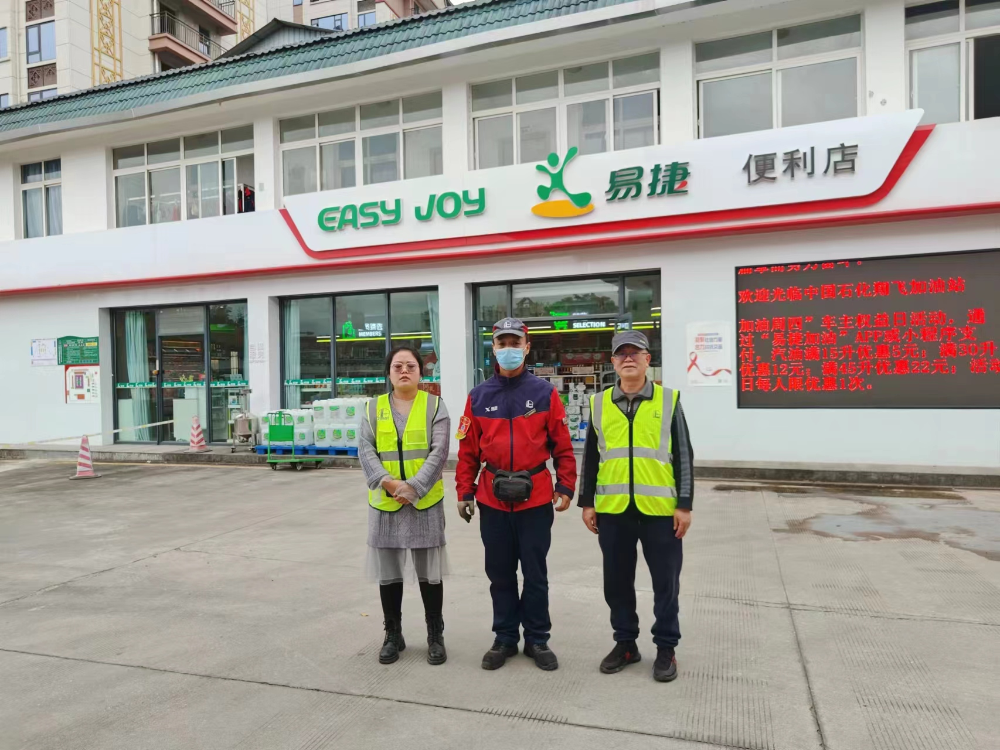 EASY JOY 易捷 便利店
欢迎光临中国石化翔飞加油站
加油周四”车主权益日活动，通
过“易捷加油”APP或小程序支
付，汽油满15升优惠5元；满30升
优惠12元；满45升优惠22元；活动
日每人限优惠1次。
MEMBERS
SELECTION